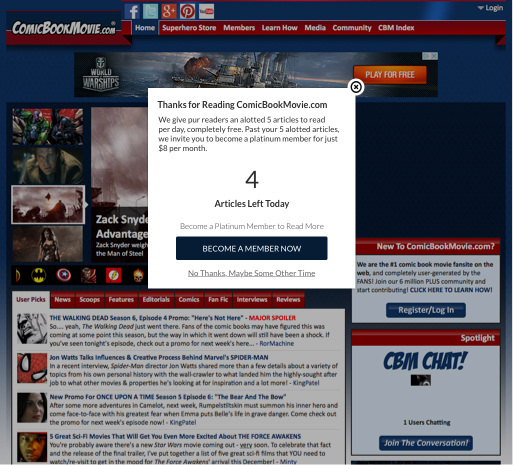 Login
COMICBOOKMOVIE.COM
Home Superhero Store Members Learn How Media Community CBM Index
WORLD OF
WARSHIPS
PLAY FOR FREE
Thanks for Reading ComicBookMovie.com
We give pur readers an alotted 5 articles to read
per day, completely free. Past your 5 alotted articles,
we invite you to become a platinum member for just
$8 per month.
4
Articles Left Today
Become a Platinum Member to Read More
BECOME A MEMBER NOW
No Thanks, Maybe Some Other Time
Zack Snyde
Advantage
Zack Snyder weigh
the Man of Steel
New To ComicBookMovie.com?
We are the #1 comic book movie fansite on the
web, and completely user-generated by the
FANS! Join our 6 million PLUS community and
start contributing! CLICK HERE TO LEARN HOW!
Register/Log In
User Picks News Scoops Features Editorials Comics Fan Fic Interviews Reviews
THE WALKING DEAD Season 6, Episode 4 Promo: "Here's Not Here" - MAJOR SPOILER
So.... yeah, The Walking Dead just went there. Fans of the comic books may have figured this was
coming at some point this season, but the way in which it went down will still have been a shock. If
you've seen tonight's episode, check out a promo for next week's here... - RorMachine
Jon Watts Talks Influences & Creative Process Behind Marvel's SPIDER-MAN
In a recent interview, Spider-Man director Jon Watts shared more than a few details about a variety of
topics from his own personal history with the wall-crawler to what landed him the highly-sought after
job to what other movies & properties he's looking at for inspiration and a lot more! - KingPatel
New Promo For ONCE UPON A TIME Season 5 Episode 6: "The Bear And The Bow"
After some more adventures in Camelot, next week, Rumpelstiltskin must summon his inner hero and
come face-to-face with his greatest fear when Emma puts Belle's life in grave danger. Come check out
the promo for next week's episode now! - KingPatel
5 Great Sci-Fi Movies That Will Get You Even More Excited About THE FORCE AWAKENS
You're probably aware there's a new Star Wars movie coming out - very soon. To celebrate that fact
and the release of the final trailer, I've put together a list of five great sci-fi films that YOU NEED to
watch/re-visit to get in the mood for The Force Awakens' arrival this December! - Minty
Spotlight
CBM CHAT!
1 Users Chatting
Join The Conversation!